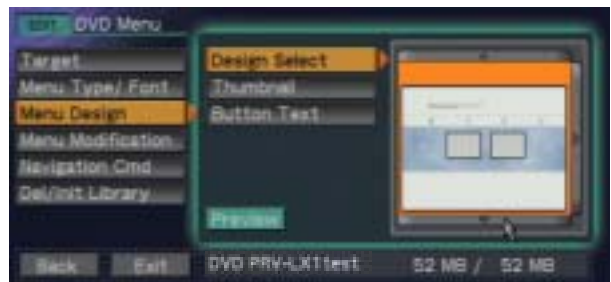 EDIT DVD Menu
Target
Menu Type/ Font
Menu Design
Menu Modification
Navigation Cmd
Del/Init Library
Design Select
Thumbnail
Button Text
Preview
Back Exit DVD PRV-LX1test 52 MB / 52 MB